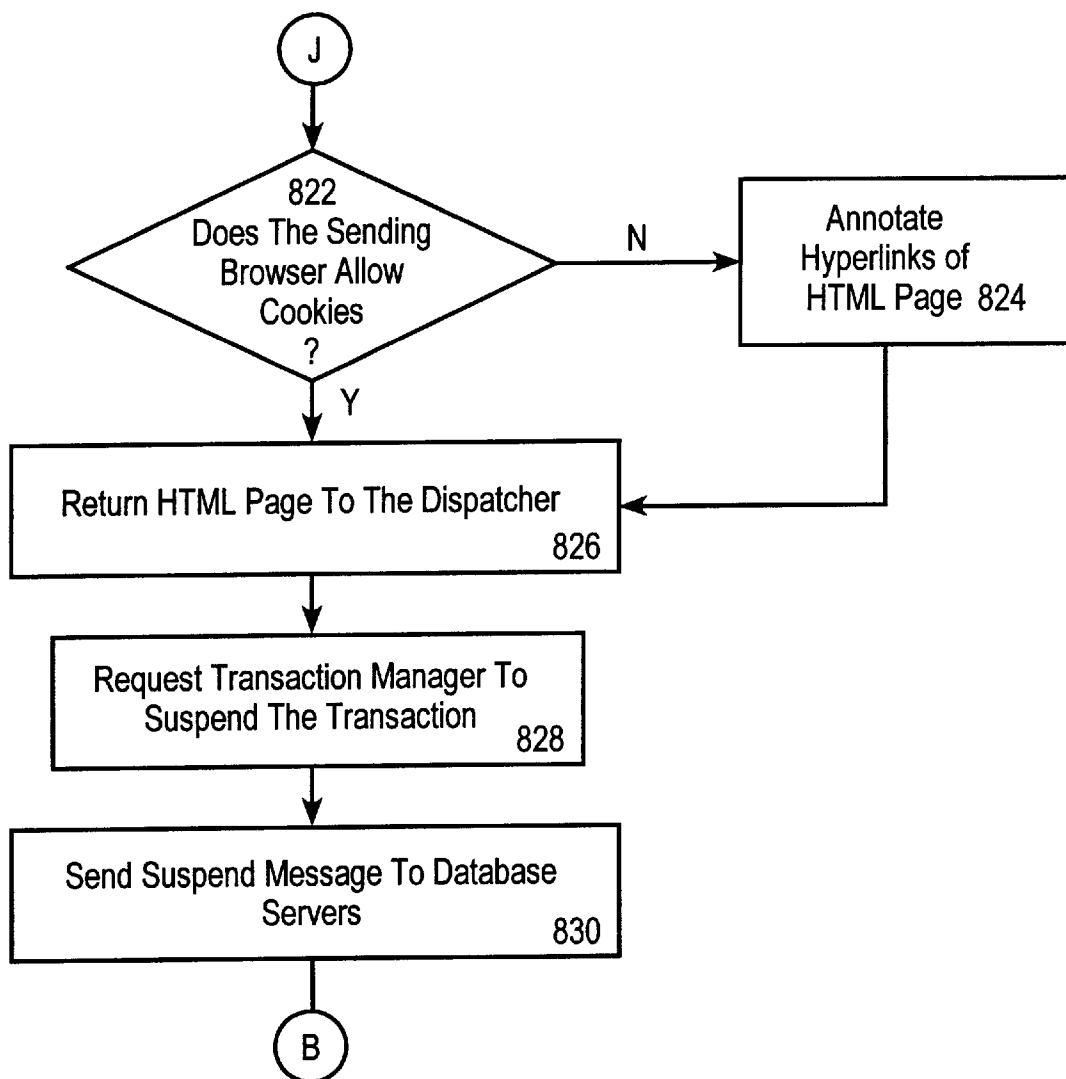 J
822
Does The Sending
Browser Allow
Cookies
?
N
Annotate
Hyperlinks of
HTML Page 824
Y
Return HTML Page To The Dispatcher
826
Request Transaction Manager To
Suspend The Transaction
828
Send Suspend Message To Database
Servers
830
B